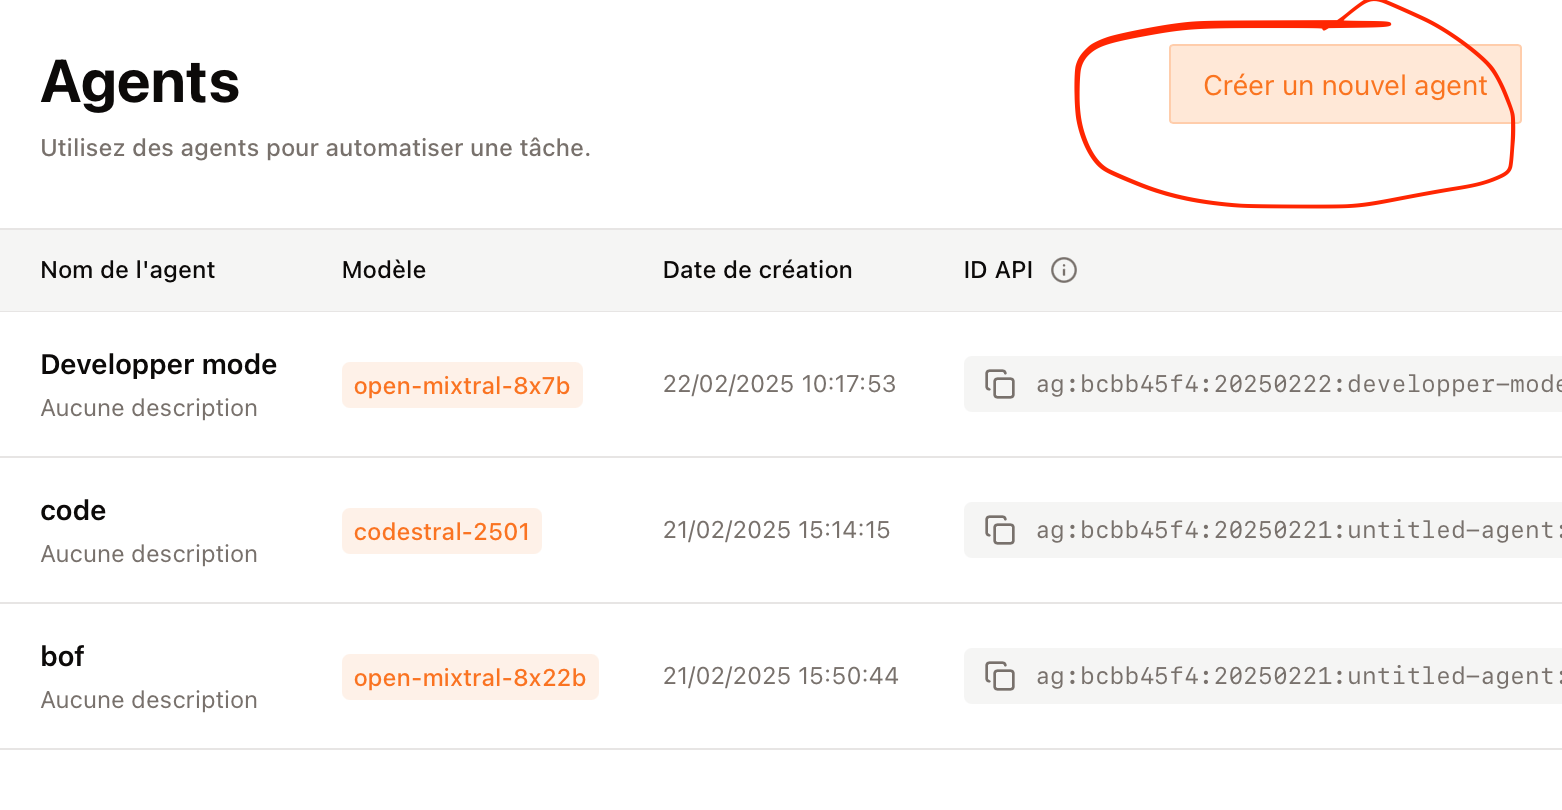 Agents
Créer un nouvel agent
Utilisez des agents pour automatiser une tâche.
Nom de l'agent Modèle Date de création ID API
Developper mode
open-mixtral-8x7b 22/02/2025 10:17:53 ag:bcbb45f4:20250222:developper-mode
Aucune description
code
codestral-2501 21/02/2025 15:14:15 ag:bcbb45f4:20250221:untitled-agent:
Aucune description
bof
open-mixtral-8x22b 21/02/2025 15:50:44 ag:bcbb45f4:20250221:untitled-agent:
Aucune description